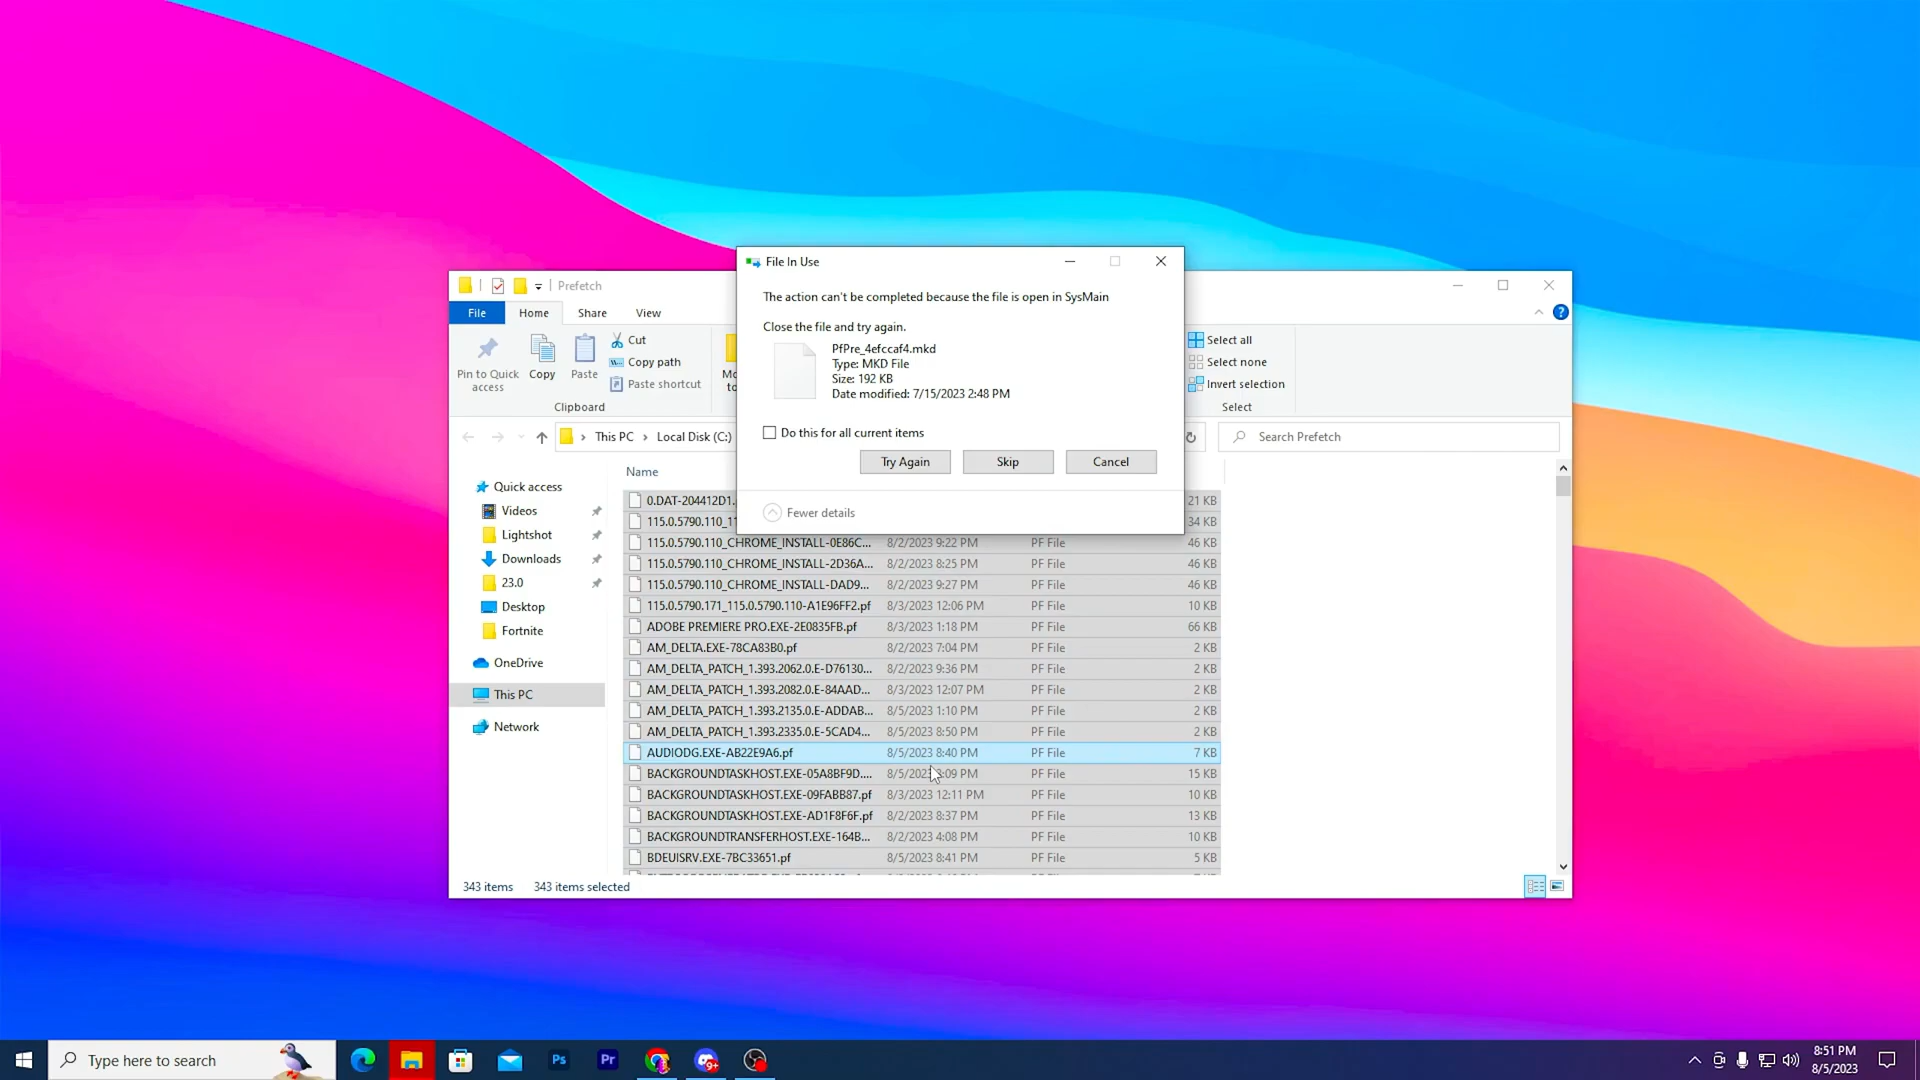 File In Use
The action can't be completed because the file is open in SysMain
Close the file and try again.
PfPre_4efccaf4.mkd
Type: MKD File
Size: 192 KB
Date modified: 7/15/2023 2:48 PM
Do this for all current items
Try Again
Skip
Cancel
Fewer details
Prefetch
File
Home
Share
View
Pin to Quick
access
Copy
Paste
Cut
Copy path
Paste shortcut
Clipboard
Select all
Select none
Invert selection
Select
This PC
Local Disk (C:)
Search Prefetch
Quick access
Videos
Lightshot
Downloads
23.0
Desktop
Fortnite
OneDrive
This PC
Network
Name
0.DAT-204412D1. 21 KB
115.0.5790.110_1 34 KB
115.0.5790.110_CHROME_INSTALL-0E86C... 8/2/2023 9:22 PM PF File 46 KB
115.0.5790.110_CHROME_INSTALL-2D36A... 8/2/2023 8:25 PM PF File 46 KB
115.0.5790.110_CHROME_INSTALL-DAD9... 8/2/2023 9:27 PM PF File 46 KB
115.0.5790.171_115.0.5790.110-A1E96FF2.pf 8/3/2023 12:06 PM PF File 10 KB
ADOBE PREMIERE PRO.EXE-2E0835FB.pf 8/3/2023 1:18 PM PF File 66 KB
AM_DELTA.EXE-78CA83B0.pf 8/2/2023 7:04 PM PF File 2 KB
AM_DELTA_PATCH_1.393.2062.0.E-D76130... 8/2/2023 9:36 PM PF File 2 KB
AM_DELTA_PATCH_1.393.2082.0.E-84AAD... 8/3/2023 12:07 PM PF File 2 KB
AM_DELTA_PATCH_1.393.2135.0.E-ADDAB... 8/5/2023 1:10 PM PF File 2 KB
AM_DELTA_PATCH_1.393.2335.0.E-5CAD4... 8/5/2023 8:50 PM PF File 2 KB
AUDIODG.EXE-AB22E9A6.pf 8/5/2023 8:40 PM PF File 7 KB
BACKGROUNDTASKHOST.EXE-05A8BF9D.... PM PF File 15 KB
BACKGROUNDTASKHOST.EXE-09FABB87.pf 8/3/2023 12:11 PM PF File 10 KB
BACKGROUNDTASKHOST.EXE-AD1F8F6F.pf 8/2/2023 8:37 PM PF File 13 KB
BACKGROUNDTRANSFERHOST.EXE-164B... 8/2/2023 4:08 PM PF File 10 KB
BDEUISRV.EXE-7BC33651.pf 8/5/2023 8:41 PM PF File 5 KB
343 items
343 items selected
Type here to search
Ps
Pr
9+
8:51 PM
8/5/2023